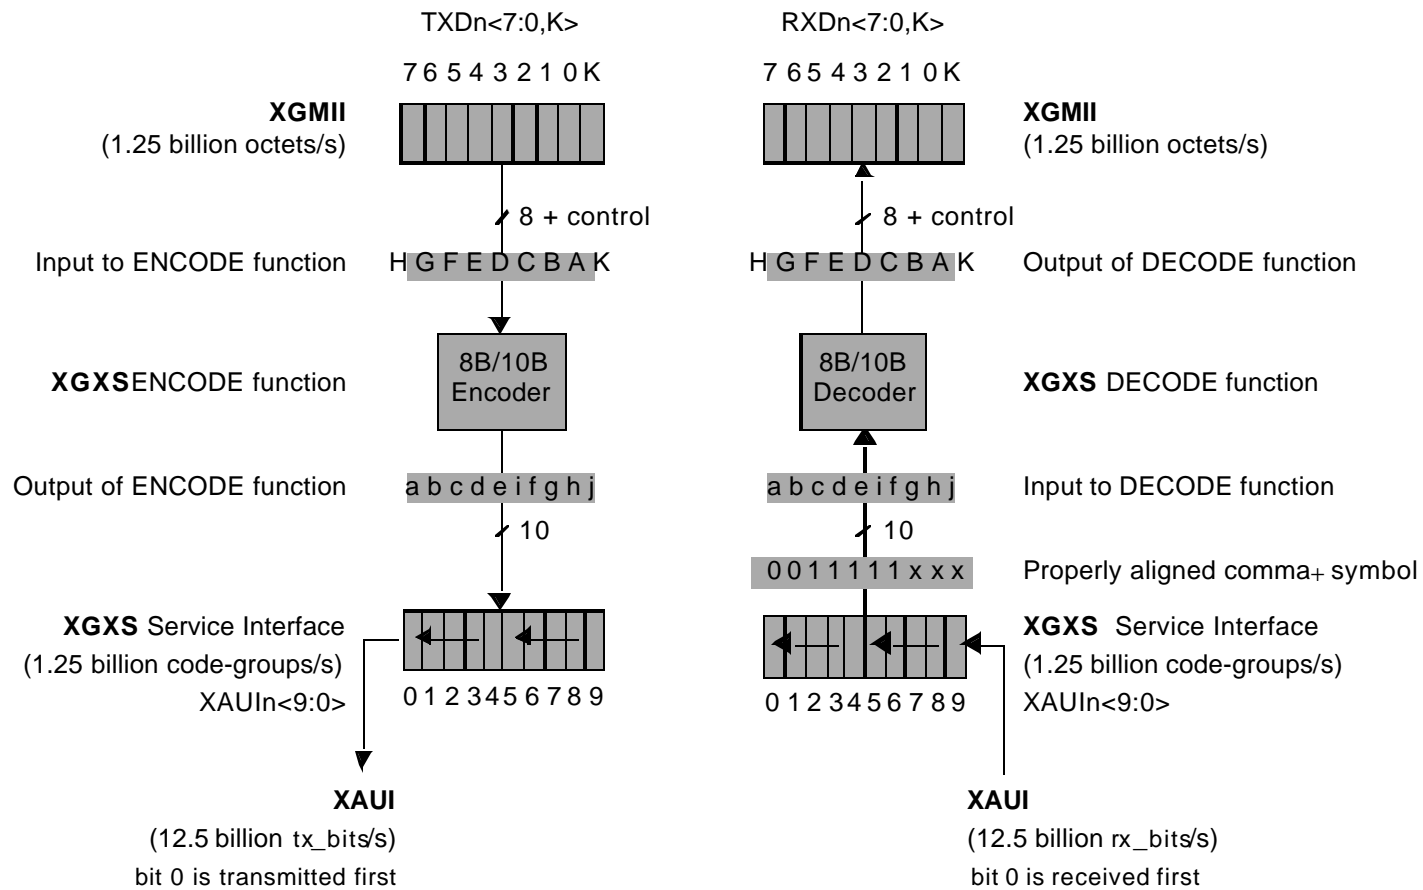 TXDn<7:0,K>
7 6 5 4 3 2 1 0 K
XGMII
(1.25 billion octets/s)
8 + control
Input to ENCODE function
H G F E D C B A K
8B/10B
Encoder
XGXS ENCODE function
Output of ENCODE function
a b c d e i f g h j
10
XGXS Service Interface
(1.25 billion code-groups/s)
XAUIn<9:0>
0 1 2 3 4 5 6 7 8 9
XAUI
(12.5 billion tx_bits/s)
bit 0 is transmitted first
RXDn<7:0,K>
7 6 5 4 3 2 1 0 K
XGMII
(1.25 billion octets/s)
8 + control
H G F E D C B A K
Output of DECODE function
8B/10B
Decoder
XGXS DECODE function
a b c d e i f g h j
Input to DECODE function
10
0 0 1 1 1 1 1 x x x
Properly aligned comma+ symbol
XGXS Service Interface
(1.25 billion code-groups/s)
XAUIn<9:0>
0 1 2 3 4 5 6 7 8 9
XAUI
(12.5 billion rx_bits/s)
bit 0 is received first